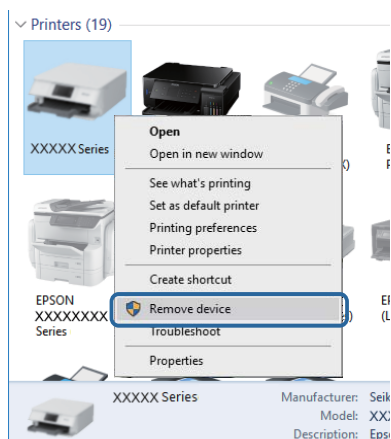 Printers (19)
XXXXX Series
Open
Open in new window
See what's printing
Set as default printer
Printing preferences
Printer properties
Create shortcut
Remove device
Troubleshoot
Properties
EPSON
XXXXXXXX
Series
XXXXX Series
Manufacturer:
Model:
Description: